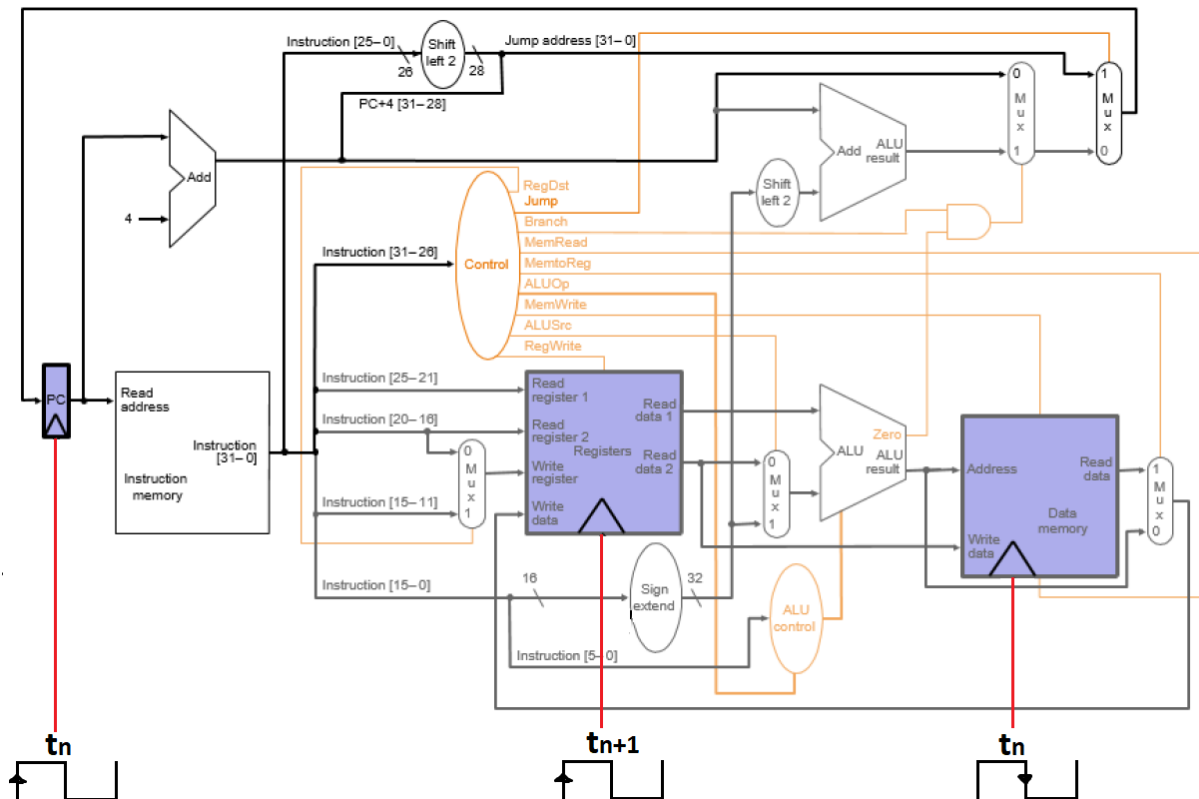 Instruction [25–0]
26
Shift
left 2
28
Jump address [31–0]
PC+4 [31–28]
Add
4
0
M
u
x
1
1
M
u
x
0
Add
ALU
result
Shift
left 2
RegDst
Jump
Branch
MemRead
MemtoReg
ALUOp
MemWrite
ALUSrc
RegWrite
Control
Instruction [31–26]
PC
Read
address
Instruction
[31–0]
Instruction
memory
Instruction [25–21]
Instruction [20–16]
Instruction [15–11]
Instruction [15–0]
0
M
u
x
1
Read
register 1
Read
register 2
Write
register
Write
data
Registers
Read
data 1
Read
data 2
0
M
u
x
1
Zero
ALU
ALU
result
Address
Read
data
Data
memory
Write
data
1
M
u
x
0
16
Sign
extend
32
ALU
control
Instruction [5–0]
tn
tn+1
tn